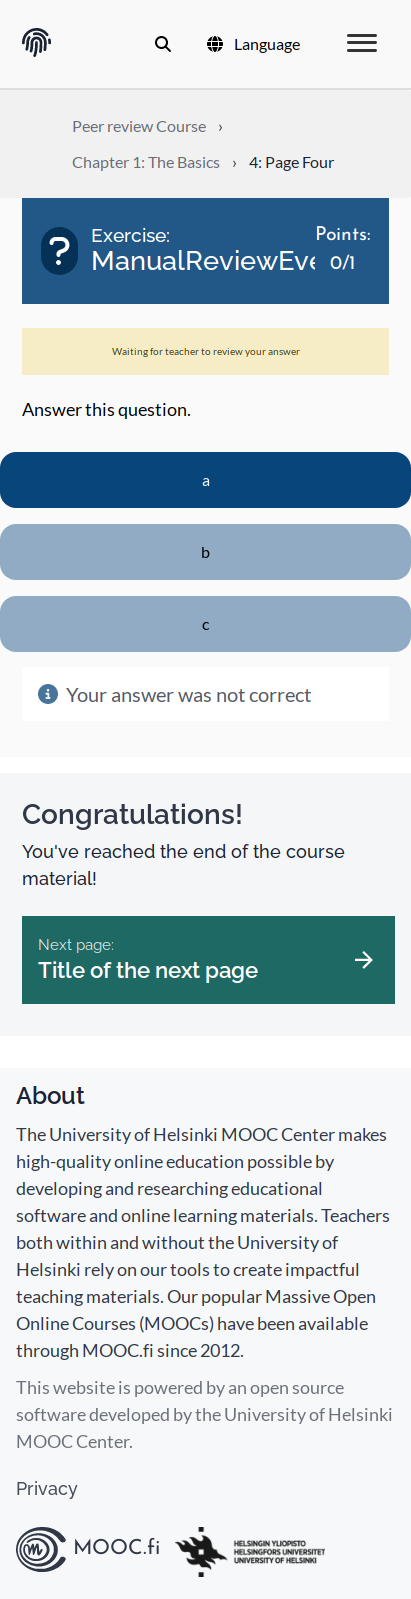 Language
Peer review Course ›
Chapter 1: The Basics › 4: Page Four
Exercise:
ManualReviewEve
Points:
0/1
Waiting for teacher to review your answer
Answer this question.
a
b
c
Your answer was not correct
Congratulations!
You've reached the end of the course
material!
Next page:
Title of the next page
About
The University of Helsinki MOOC Center makes
high-quality online education possible by
developing and researching educational
software and online learning materials. Teachers
both within and without the University of
Helsinki rely on our tools to create impactful
teaching materials. Our popular Massive Open
Online Courses (MOOCs) have been available
through MOOC.fi since 2012.
This website is powered by an open source
software developed by the University of Helsinki
MOOC Center.
Privacy
MOOC.fi
HELSINGIN YLIOPISTO
HELSINGFORS UNIVERSITET
UNIVERSITY OF HELSINKI